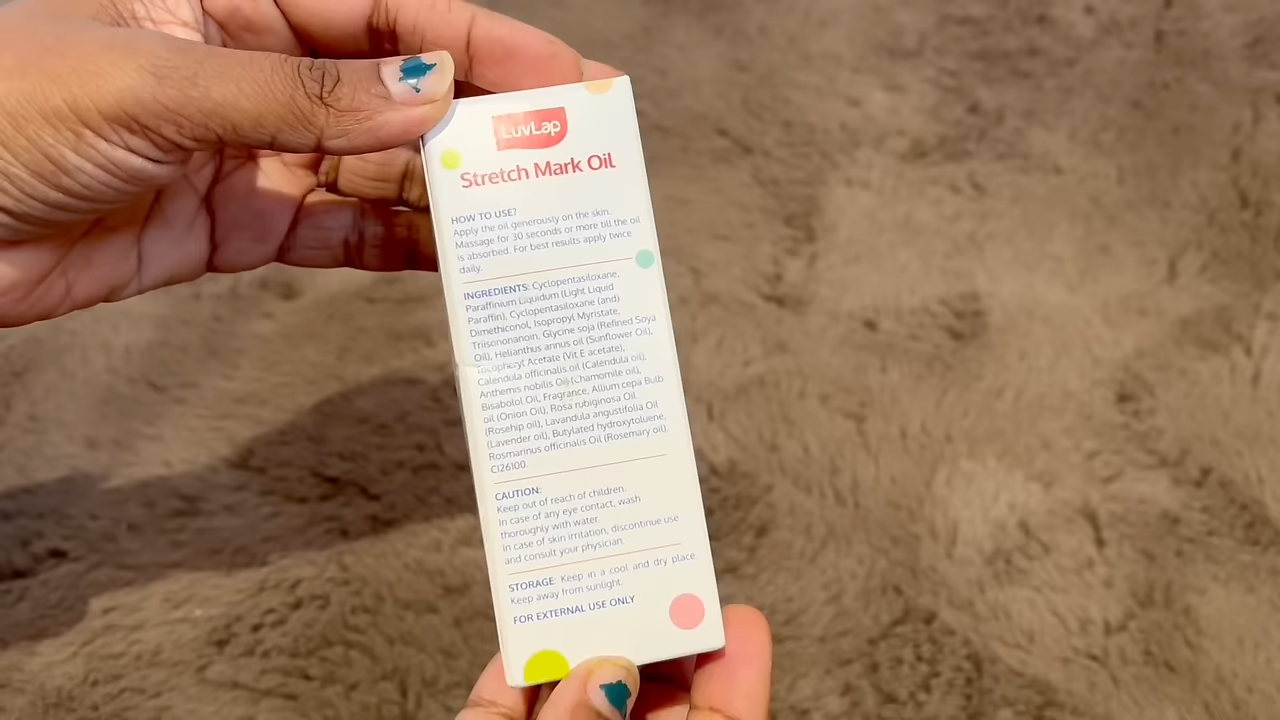 LuvLap
Stretch Mark Oil
HOW TO USE?
Apply the oil generously on the skin.
Massage for 30 seconds or more till the oil
is absorbed. For best results apply twice
daily.
INGREDIENTS: Cyclopentasiloxane,
Paraffinium Liquidum (Light Liquid
Paraffin), Cyclopentasiloxane (and)
Dimethiconol, Isopropyl Myristate,
Triisononanoin, Glycine soja (Refined Soya
Oil), Helianthus annus oil (Sunflower Oil),
Tocopheryl Acetate (Vit E acetate),
Calendula officinalis oil (Calendula oil),
Anthemis nobilis Oil (Chamomile oil),
Bisabolol Oil, Fragrance, Allium cepa Bulb
oil (Onion Oil), Rosa rubiginosa Oil
(Rosehip oil), Lavandula angustifolia Oil
(Lavender oil), Butylated hydroxytoluene,
Rosmarinus officinalis Oil (Rosemary oil),
CI26100.
CAUTION:
Keep out of reach of children.
In case of any eye contact, wash
thoroughly with water.
In case of skin irritation, discontinue use
and consult your physician.
STORAGE: Keep in a cool and dry place.
Keep away from sunlight.
FOR EXTERNAL USE ONLY